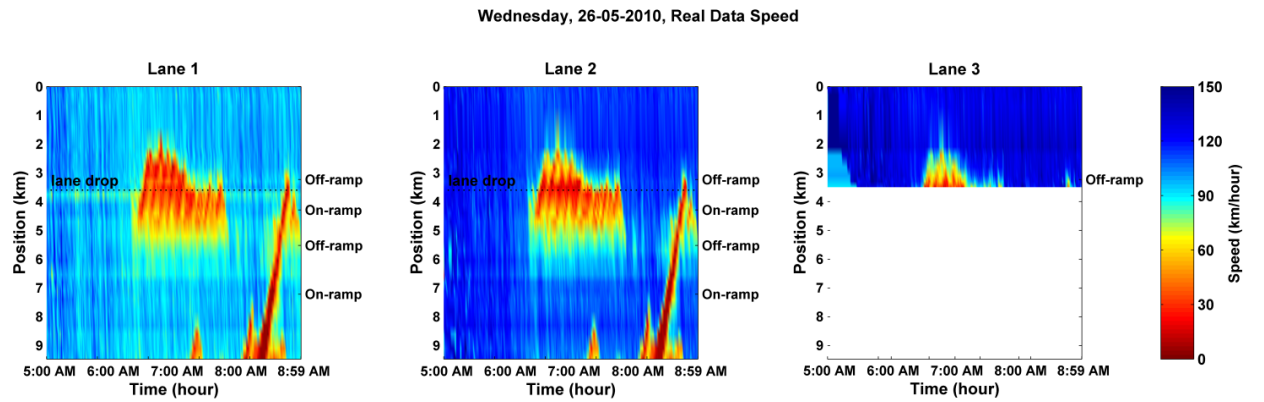 Wednesday, 26-05-2010, Real Data Speed
Lane 1
Position (km)
0
1
2
3
4
5
6
7
8
9
lane drop
Off-ramp
On-ramp
Off-ramp
On-ramp
5:00 AM 6:00 AM 7:00 AM 8:00 AM 8:59 AM
Time (hour)
Lane 2
Position (km)
0
1
2
3
4
5
6
7
8
9
lane drop
Off-ramp
On-ramp
Off-ramp
On-ramp
5:00 AM 6:00 AM 7:00 AM 8:00 AM 8:59 AM
Time (hour)
Lane 3
Position (km)
0
1
2
3
4
5
6
7
8
9
Off-ramp
5:00 AM 6:00 AM 7:00 AM 8:00 AM 8:59 AM
Time (hour)
150
120
90
60
30
0
Speed (km/hour)